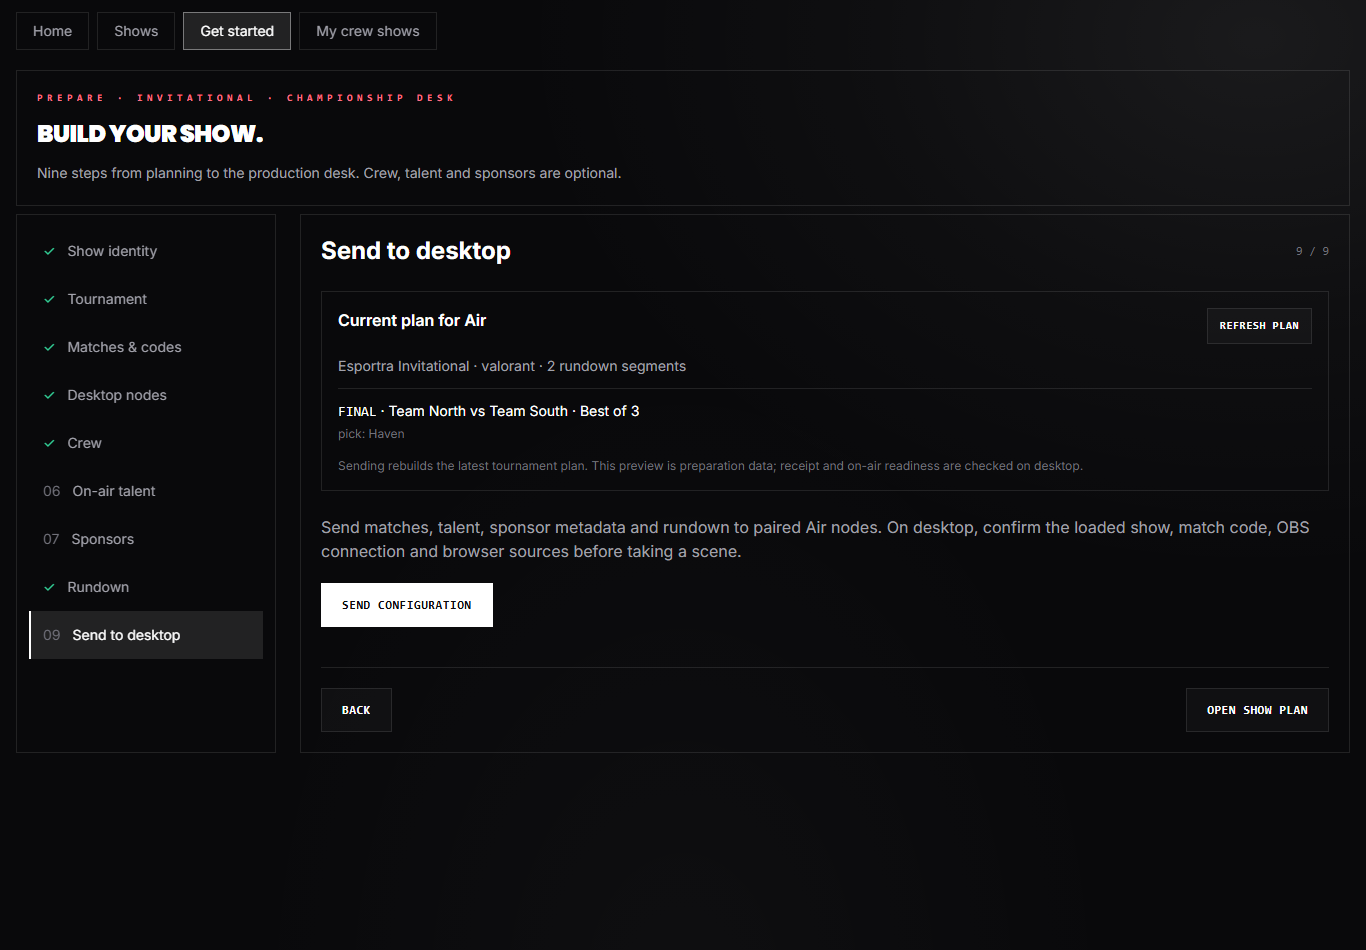 Home
Shows
Get started
My crew shows
PREPARE · INVITATIONAL · CHAMPIONSHIP DESK
BUILD YOUR SHOW.
Nine steps from planning to the production desk. Crew, talent and sponsors are optional.
Show identity
Tournament
Matches & codes
Desktop nodes
Crew
06 On-air talent
07 Sponsors
Rundown
09 Send to desktop
Send to desktop
9 / 9
Current plan for Air
REFRESH PLAN
Esportra Invitational · valorant · 2 rundown segments
FINAL · Team North vs Team South · Best of 3
pick: Haven
Sending rebuilds the latest tournament plan. This preview is preparation data; receipt and on-air readiness are checked on desktop.
Send matches, talent, sponsor metadata and rundown to paired Air nodes. On desktop, confirm the loaded show, match code, OBS
connection and browser sources before taking a scene.
SEND CONFIGURATION
BACK
OPEN SHOW PLAN